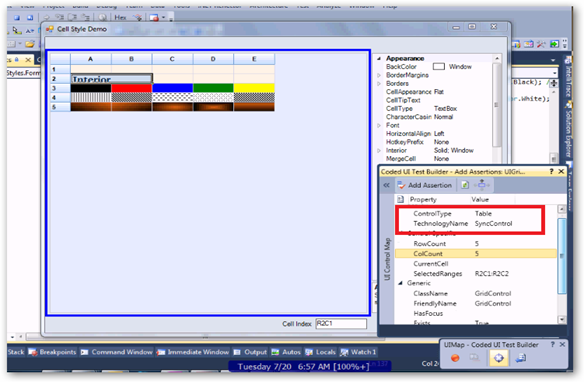 Hex
Cell Style Demo
Styles.Form
A B C D E
1
2 Interior
3
4
5
Appearance
BackColor Window
BorderMargins
Borders
CellAppearance Flat
CellTipText
CellType TextBox
CharacterCasin Normal
Font
HorizontalAlign Left
HotkeyPrefix None
Interior Solid; Window
MergeCell None
Black);
or.White);
IntelliTrace
Solution Explorer
Coded UI Test Builder - Add Assertions: UIGri...
Add Assertion
UI Control Map
Property Value
ControlType Table
TechnologyName SyncControl
RowCount 5
ColCount 5
CurrentCell
SelectedRanges R2C1:R2C2
Generic
ClassName GridControl
FriendlyName GridControl
HasFocus
Exists True
Cell Index R2C1
UIMap - Coded UI Test Builder
Stack Breakpoints Command Window Immediate Window Output Autos Locals Watch 1
Col 24
Tuesday 7/20 6:57 AM [100%+]